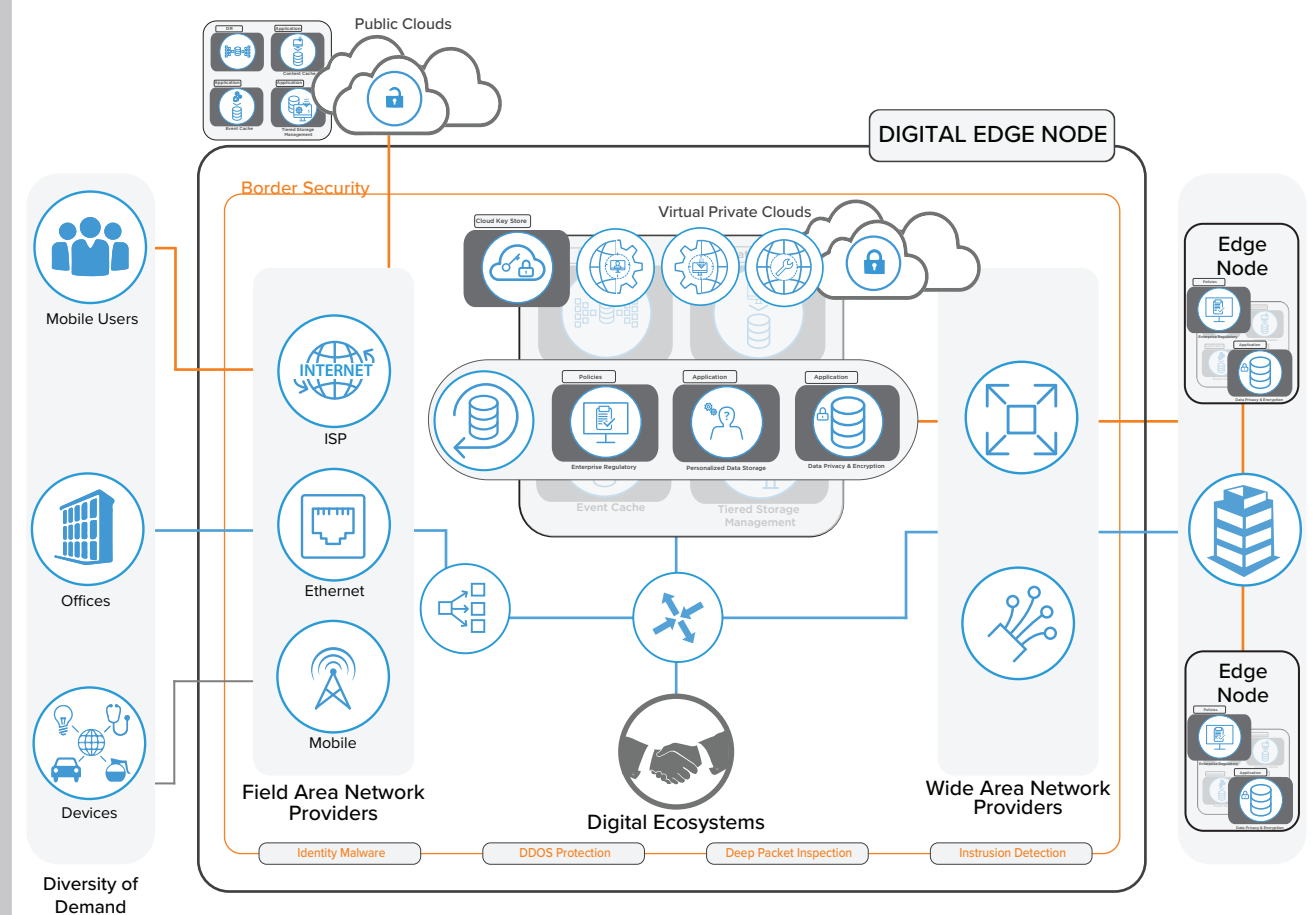 Public Clouds
DR
Application
Content Cache
Application
Application
Event Cache
Tiered Storage
Management
DIGITAL EDGE NODE
Border Security
Mobile Users
Offices
Devices
Diversity of
Demand
INTERNET
ISP
Ethernet
Mobile
Field Area Network
Providers
Virtual Private Clouds
Cloud Key Store
Policies
Enterprise Regulatory
Application
Personalized Data Storage
Application
Data Privacy & Encryption
Event Cache
Tiered Storage
Management
Digital Ecosystems
Wide Area Network
Providers
Identity Malware
DDOS Protection
Deep Packet Inspection
Instrusion Detection
Edge
Node
Policies
Enterprise Regulatory
Application
Data Privacy & Encryption
Edge
Node
Policies
Enterprise Regulatory
Application
Data Privacy & Encryption